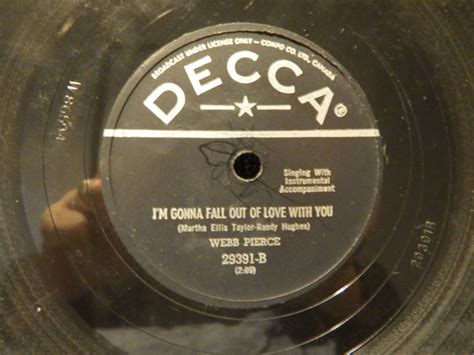 BROADCAST UNDER LICENSE ONLY — COMPO CO. LTD., CANADA
DECCA®
Singing With
Instrumental
Accompaniment
I'M GONNA FALL OUT OF LOVE WITH YOU
(Martha Ellis Taylor-Randy Hughes)
WEBB PIERCE
29391-B
(2:05)